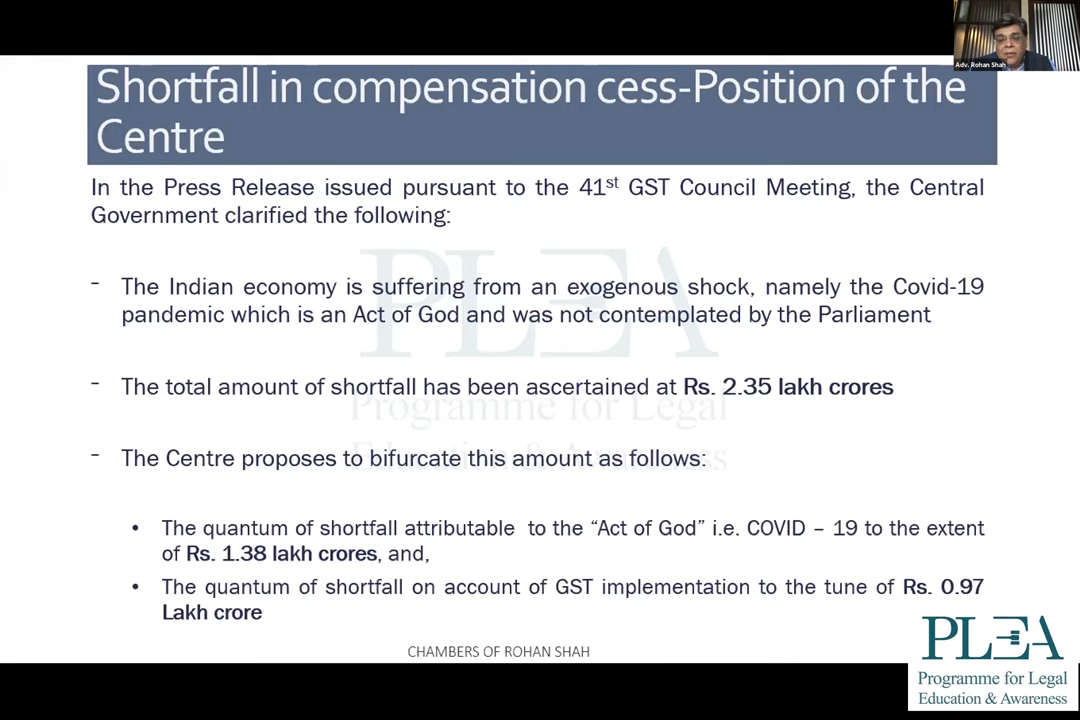 Adv. Rohan Shah
Shortfall in compensation cess-Position of the
Centre
In the Press Release issued pursuant to the 41st GST Council Meeting, the Central
Government clarified the following:
- The Indian economy is suffering from an exogenous shock, namely the Covid-19
pandemic which is an Act of God and was not contemplated by the Parliament
- The total amount of shortfall has been ascertained at Rs. 2.35 lakh crores
- The Centre proposes to bifurcate this amount as follows:
• The quantum of shortfall attributable to the “Act of God” i.e. COVID – 19 to the extent
of Rs. 1.38 lakh crores, and,
• The quantum of shortfall on account of GST implementation to the tune of Rs. 0.97
Lakh crore
PLEA
Programme for Legal
Education & Awareness
CHAMBERS OF ROHAN SHAH
PLEA
Programme for Legal
Education & Awareness